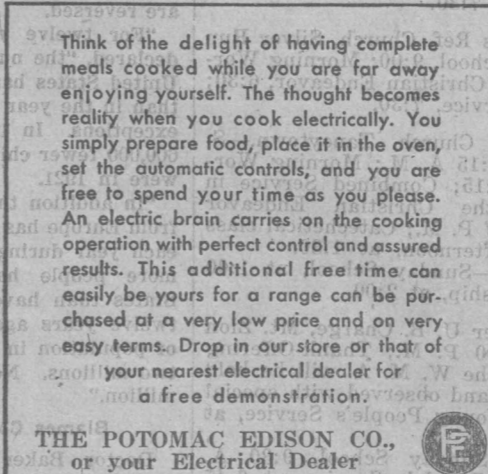 Think of the delight of having complete
meals cooked while you are far away
enjoying yourself. The thought becomes
reality when you cook electrically. You
simply prepare food, place it in the oven,
set the automatic controls, and you are
free to spend your time as you please.
An electric brain carries on the cooking
operation with perfect control and assured
results. This additional free time can
easily be yours for a range can be pur-
chased at a very low price and on very
easy terms. Drop in our store or that of
your nearest electrical dealer for
a free demonstration.
THE POTOMAC EDISON CO.,
or your Electrical Dealer
PE